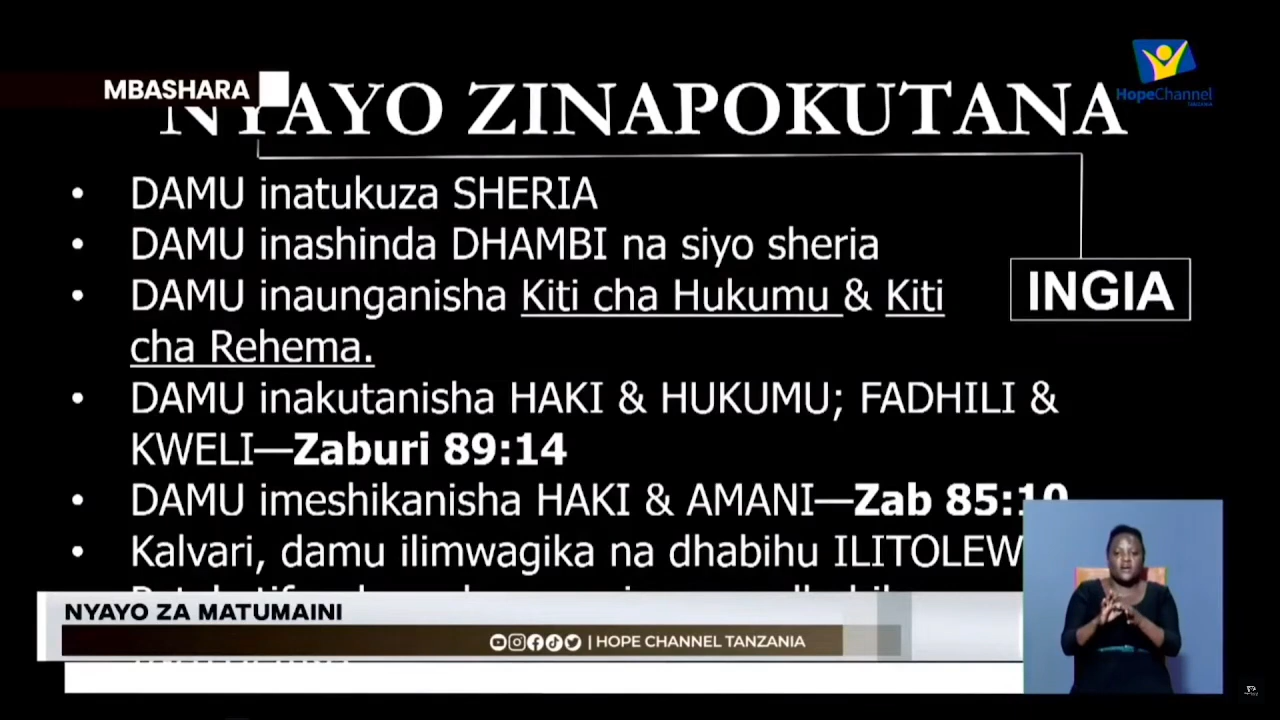 MBASHARA
HopeChannel
TANZANIA
NYAYO ZINAPOKUTANA
• DAMU inatukuza SHERIA
• DAMU inashinda DHAMBI na siyo sheria
• DAMU inaunganisha Kiti cha Hukumu & Kiti
cha Rehema.
INGIA
• DAMU inakutanisha HAKI & HUKUMU; FADHILI &
KWELI—Zaburi 89:14
• DAMU imeshikanisha HAKI & AMANI—Zab 85:10
• Kalvari, damu ilimwagika na dhabihu
NYAYO ZA MATUMAINI
| HOPE CHANNEL TANZANIA